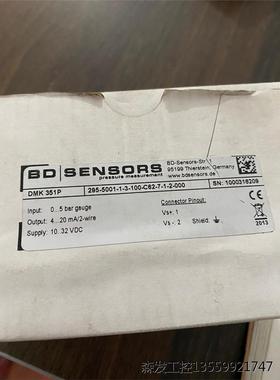 BD|SENSORS
pressure measurement
BD-Sensors-Str. 1
95199 Thierstein, Germany
www.bdsensors.de
DMK 351P
295-5001-1-3-100-C62-7-1-2-000
SN: 1000316209
Input: 0...5 bar gauge
Output: 4...20 mA/2-wire
Supply: 10..32 VDC
Connector Pinout:
Vs+: 1
Vs-: 2 Shield:
2013
森发工控13559921747